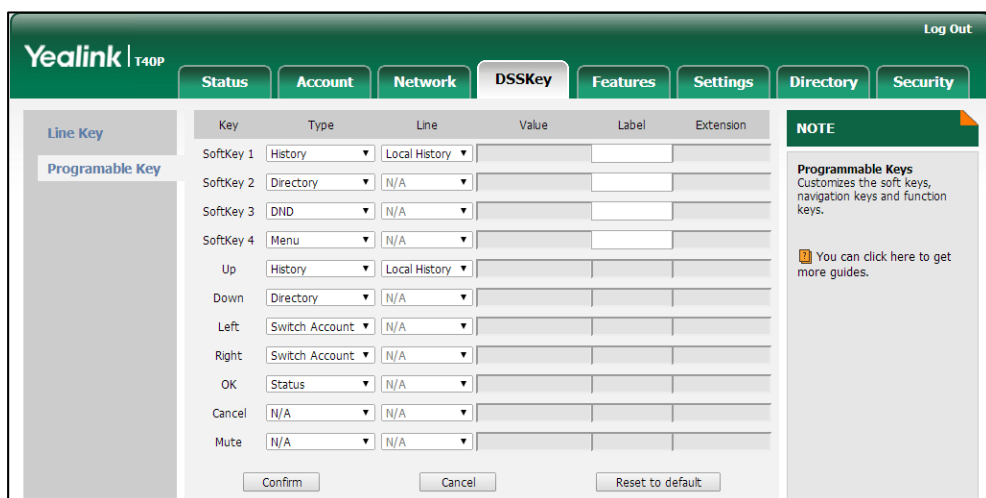 Log Out
Yealink | T40P
Status Account Network DSSKey Features Settings Directory Security
Line Key
Programable Key
Key Type Line Value Label Extension
SoftKey 1 History Local History
SoftKey 2 Directory N/A
SoftKey 3 DND N/A
SoftKey 4 Menu N/A
Up History Local History
Down Directory N/A
Left Switch Account N/A
Right Switch Account N/A
OK Status N/A
Cancel N/A N/A
Mute N/A N/A
Confirm Cancel Reset to default
NOTE
Programmable Keys
Customizes the soft keys,
navigation keys and function
keys.
? You can click here to get
more guides.